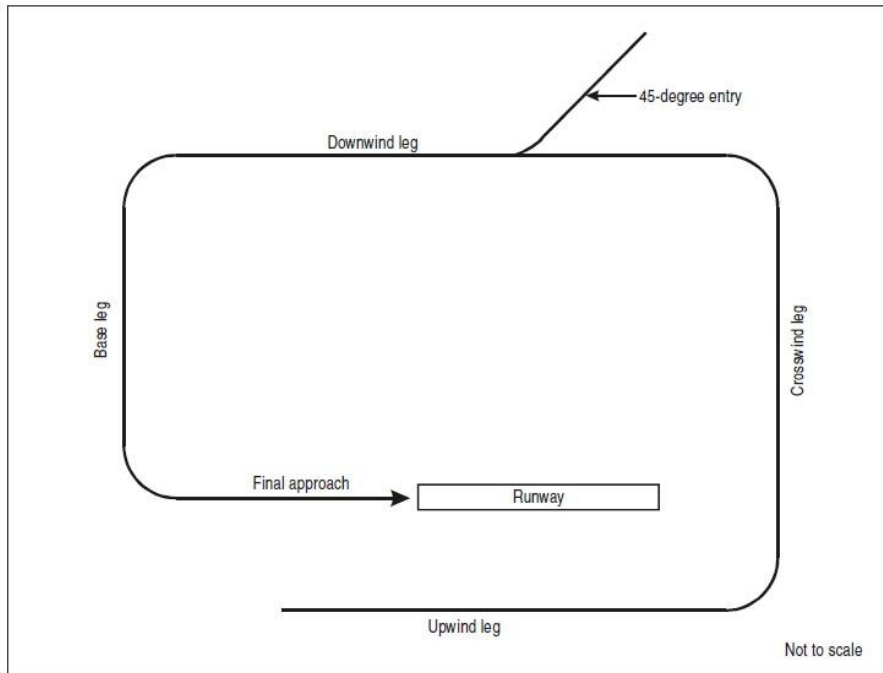 45-degree entry
Downwind leg
Base leg
Crosswind leg
Final approach
Runway
Upwind leg
Not to scale